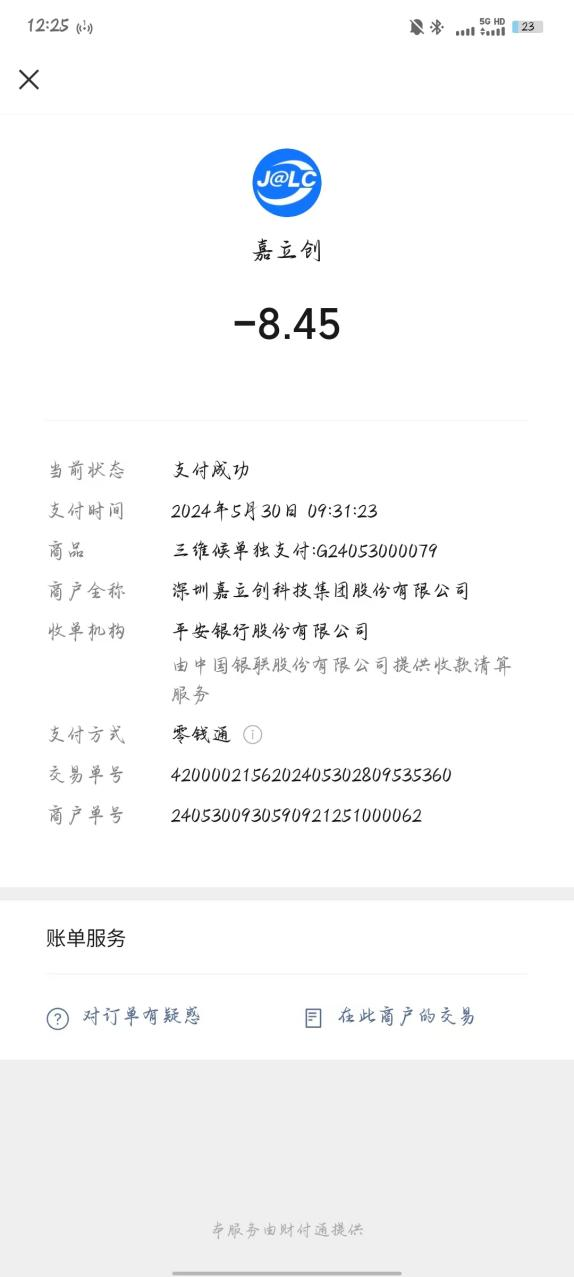 12:25
5G HD
23
J@LC
嘉立创
-8.45
当前状态 支付成功
支付时间 2024年5月30日 09:31:23
商品 三维候单独支付:G24053000079
商户全称 深圳嘉立创科技集团股份有限公司
收单机构 平安银行股份有限公司
由中国银联股份有限公司提供收款清算
服务
支付方式 零钱通
交易单号 4200002156202405302809535360
商户单号 2405300930590921251000062
账单服务
对订单有疑惑 在此商户的交易
本服务由财付通提供